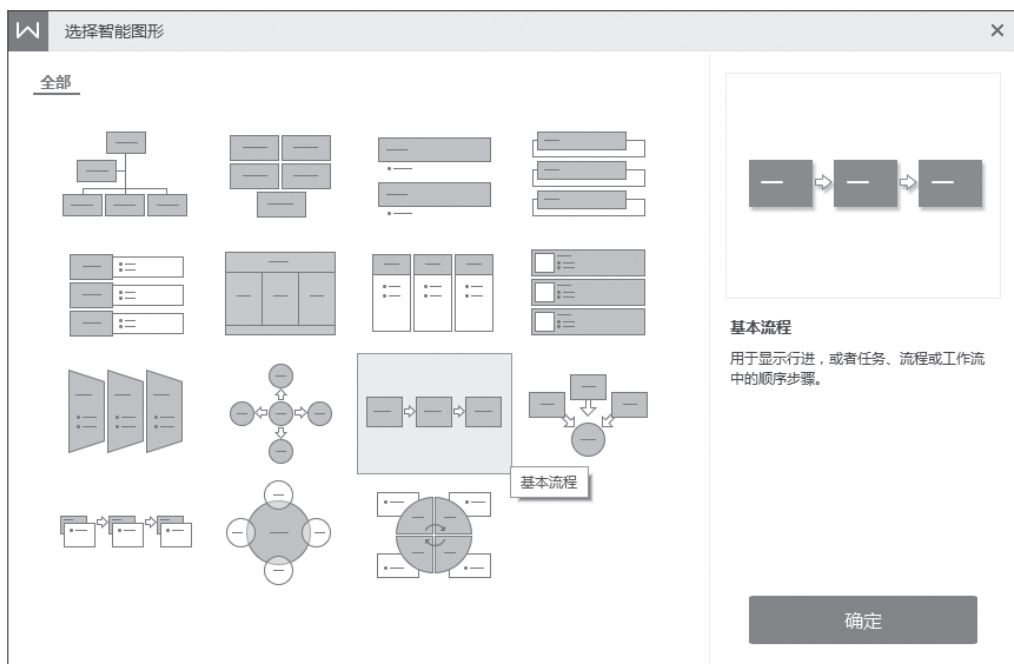 选择智能图形
全部
基本流程
基本流程
用于显示行进，或者任务、流程或工作流
中的顺序步骤。
确定